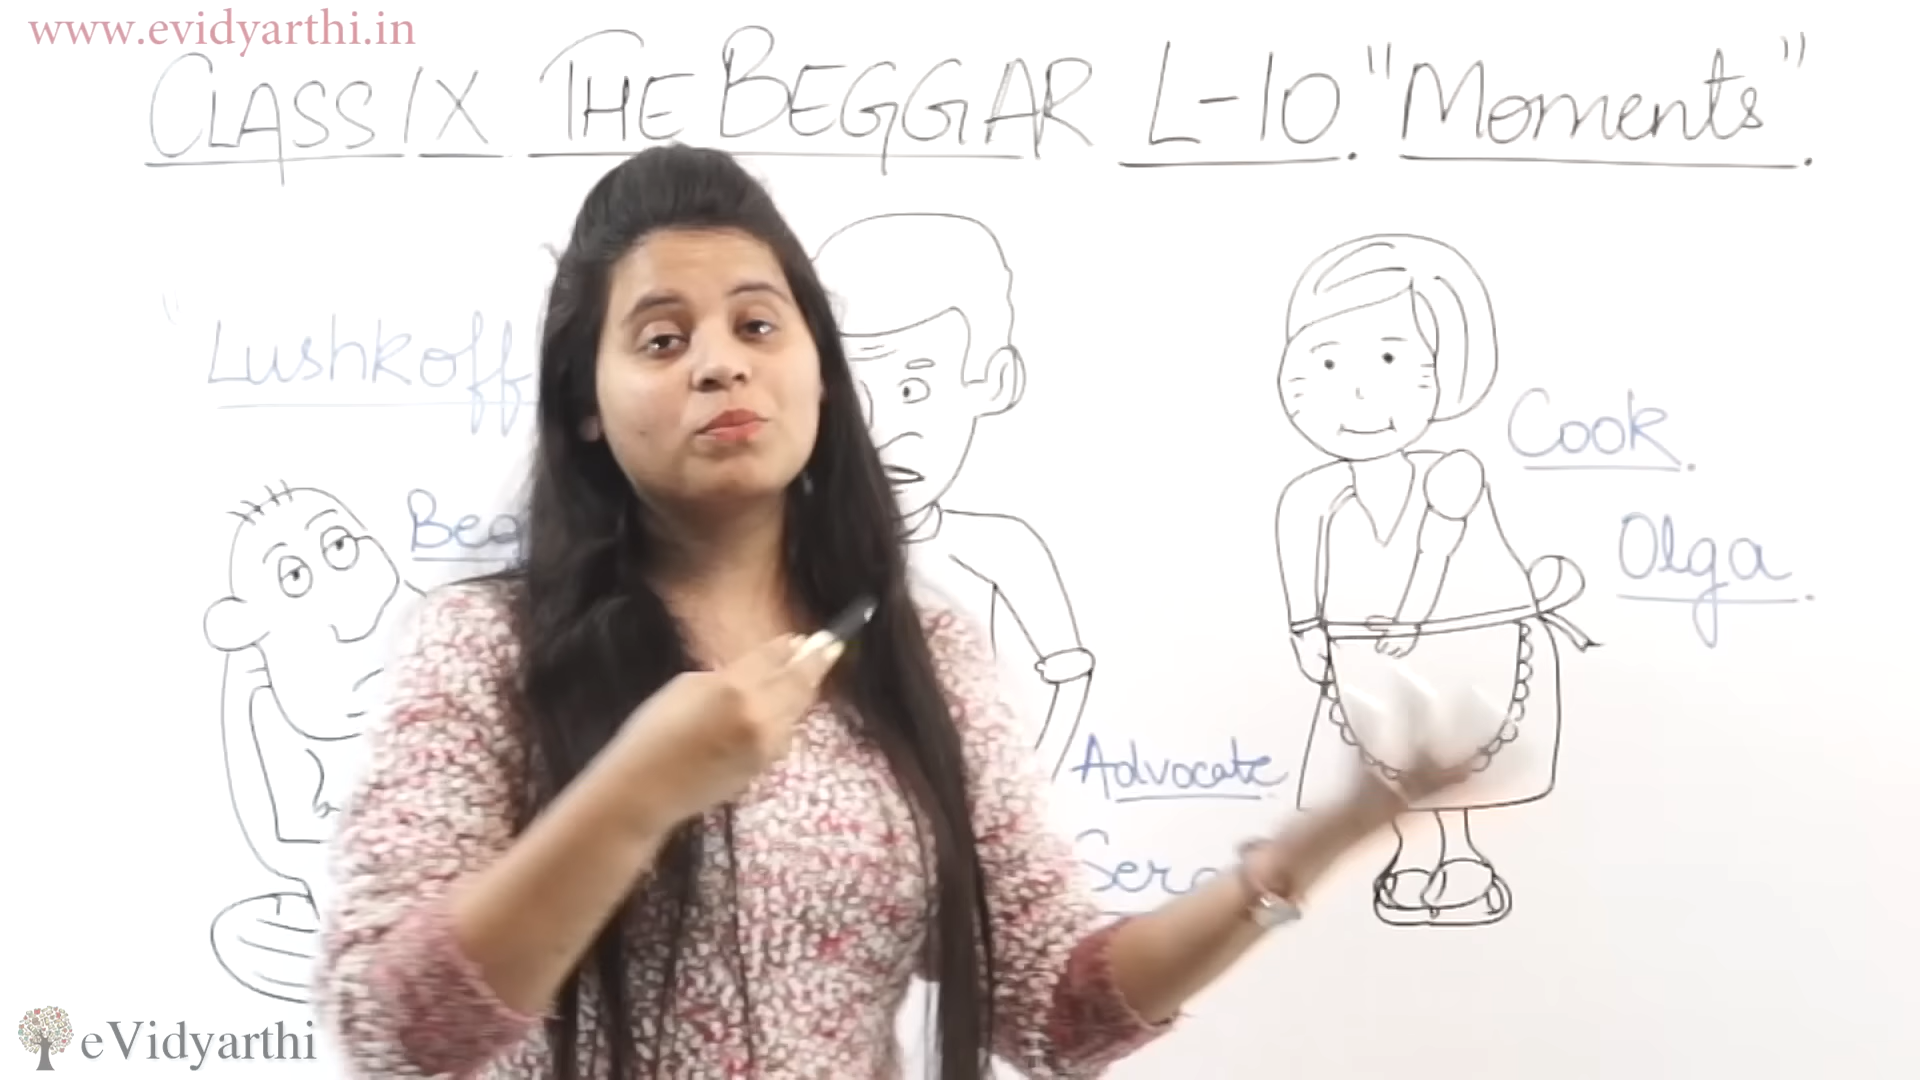 www.evidyarthi.in
CLASS IX THE BEGGAR L-10. "Moments".
Lushkoff
Cook.
Olga.
Advocate.
eVidyarthi